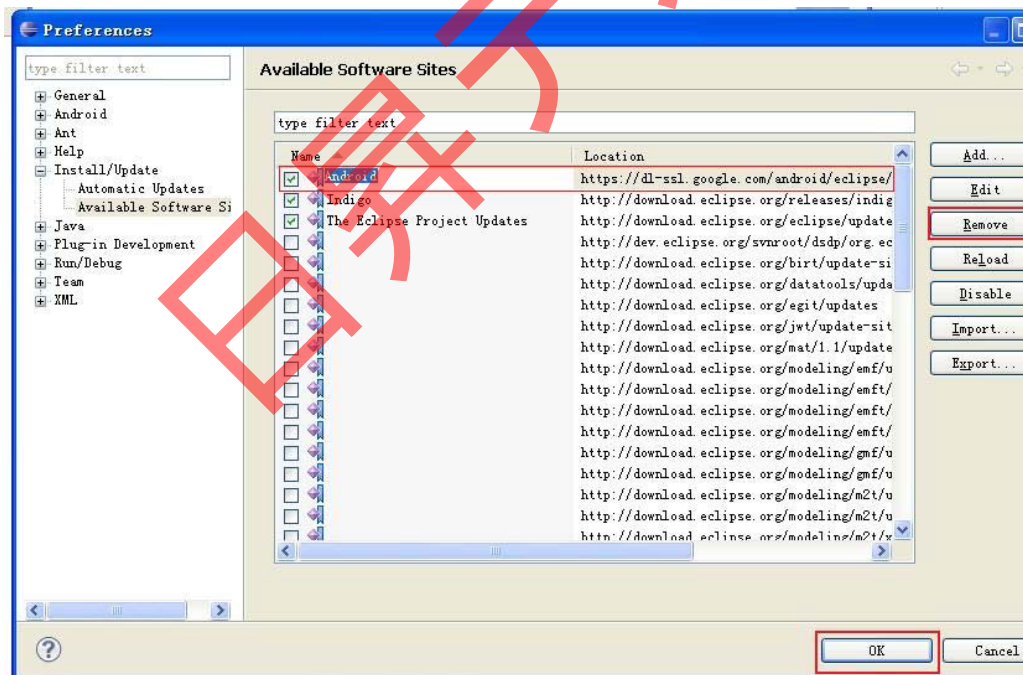 Preferences
type filter text
General
Android
Ant
Help
Install/Update
Automatic Updates
Available Software Si
Java
Plug-in Development
Run/Debug
Team
XML
Available Software Sites
type filter text
Name Location
Android https://dl-ssl.google.com/android/eclipse/
Indigo http://download.eclipse.org/releases/indig
The Eclipse Project Updates http://download.eclipse.org/eclipse/update
http://dev.eclipse.org/svnroot/dsdp/org.ec
http://download.eclipse.org/birt/update-si
http://download.eclipse.org/datatools/upda
http://download.eclipse.org/egit/updates
http://download.eclipse.org/jwt/update-sit
http://download.eclipse.org/mat/1.1/update
http://download.eclipse.org/modeling/emf/u
http://download.eclipse.org/modeling/emft/
http://download.eclipse.org/modeling/emft/
http://download.eclipse.org/modeling/emft/
http://download.eclipse.org/modeling/gmf/u
http://download.eclipse.org/modeling/gmf/u
http://download.eclipse.org/modeling/m2t/u
http://download.eclipse.org/modeling/m2t/u
http://download.eclipse.org/modeling/m2t/x
Add...
Edit
Remove
Reload
Disable
Import...
Export...
OK
Cancel
日昇